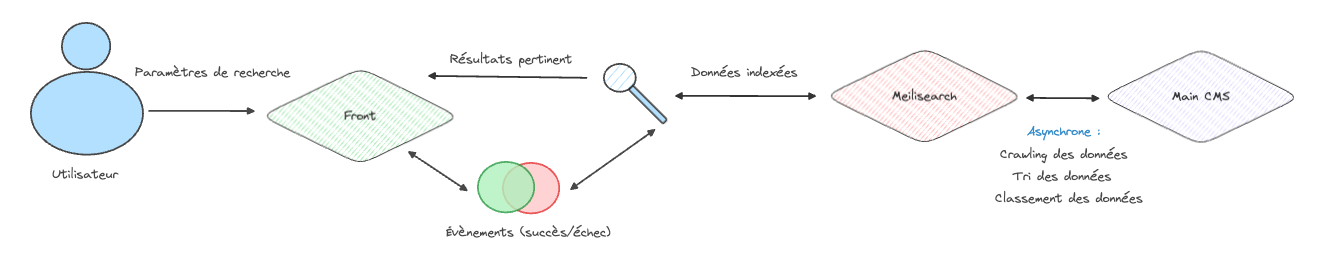 Paramètres de recherche
Utilisateur
Front
Résultats pertinent
Évènements (succès/échec)
Données indexées
Meilisearch
Main CMS
Asynchrone :
Crawling des données
Tri des données
Classement des données